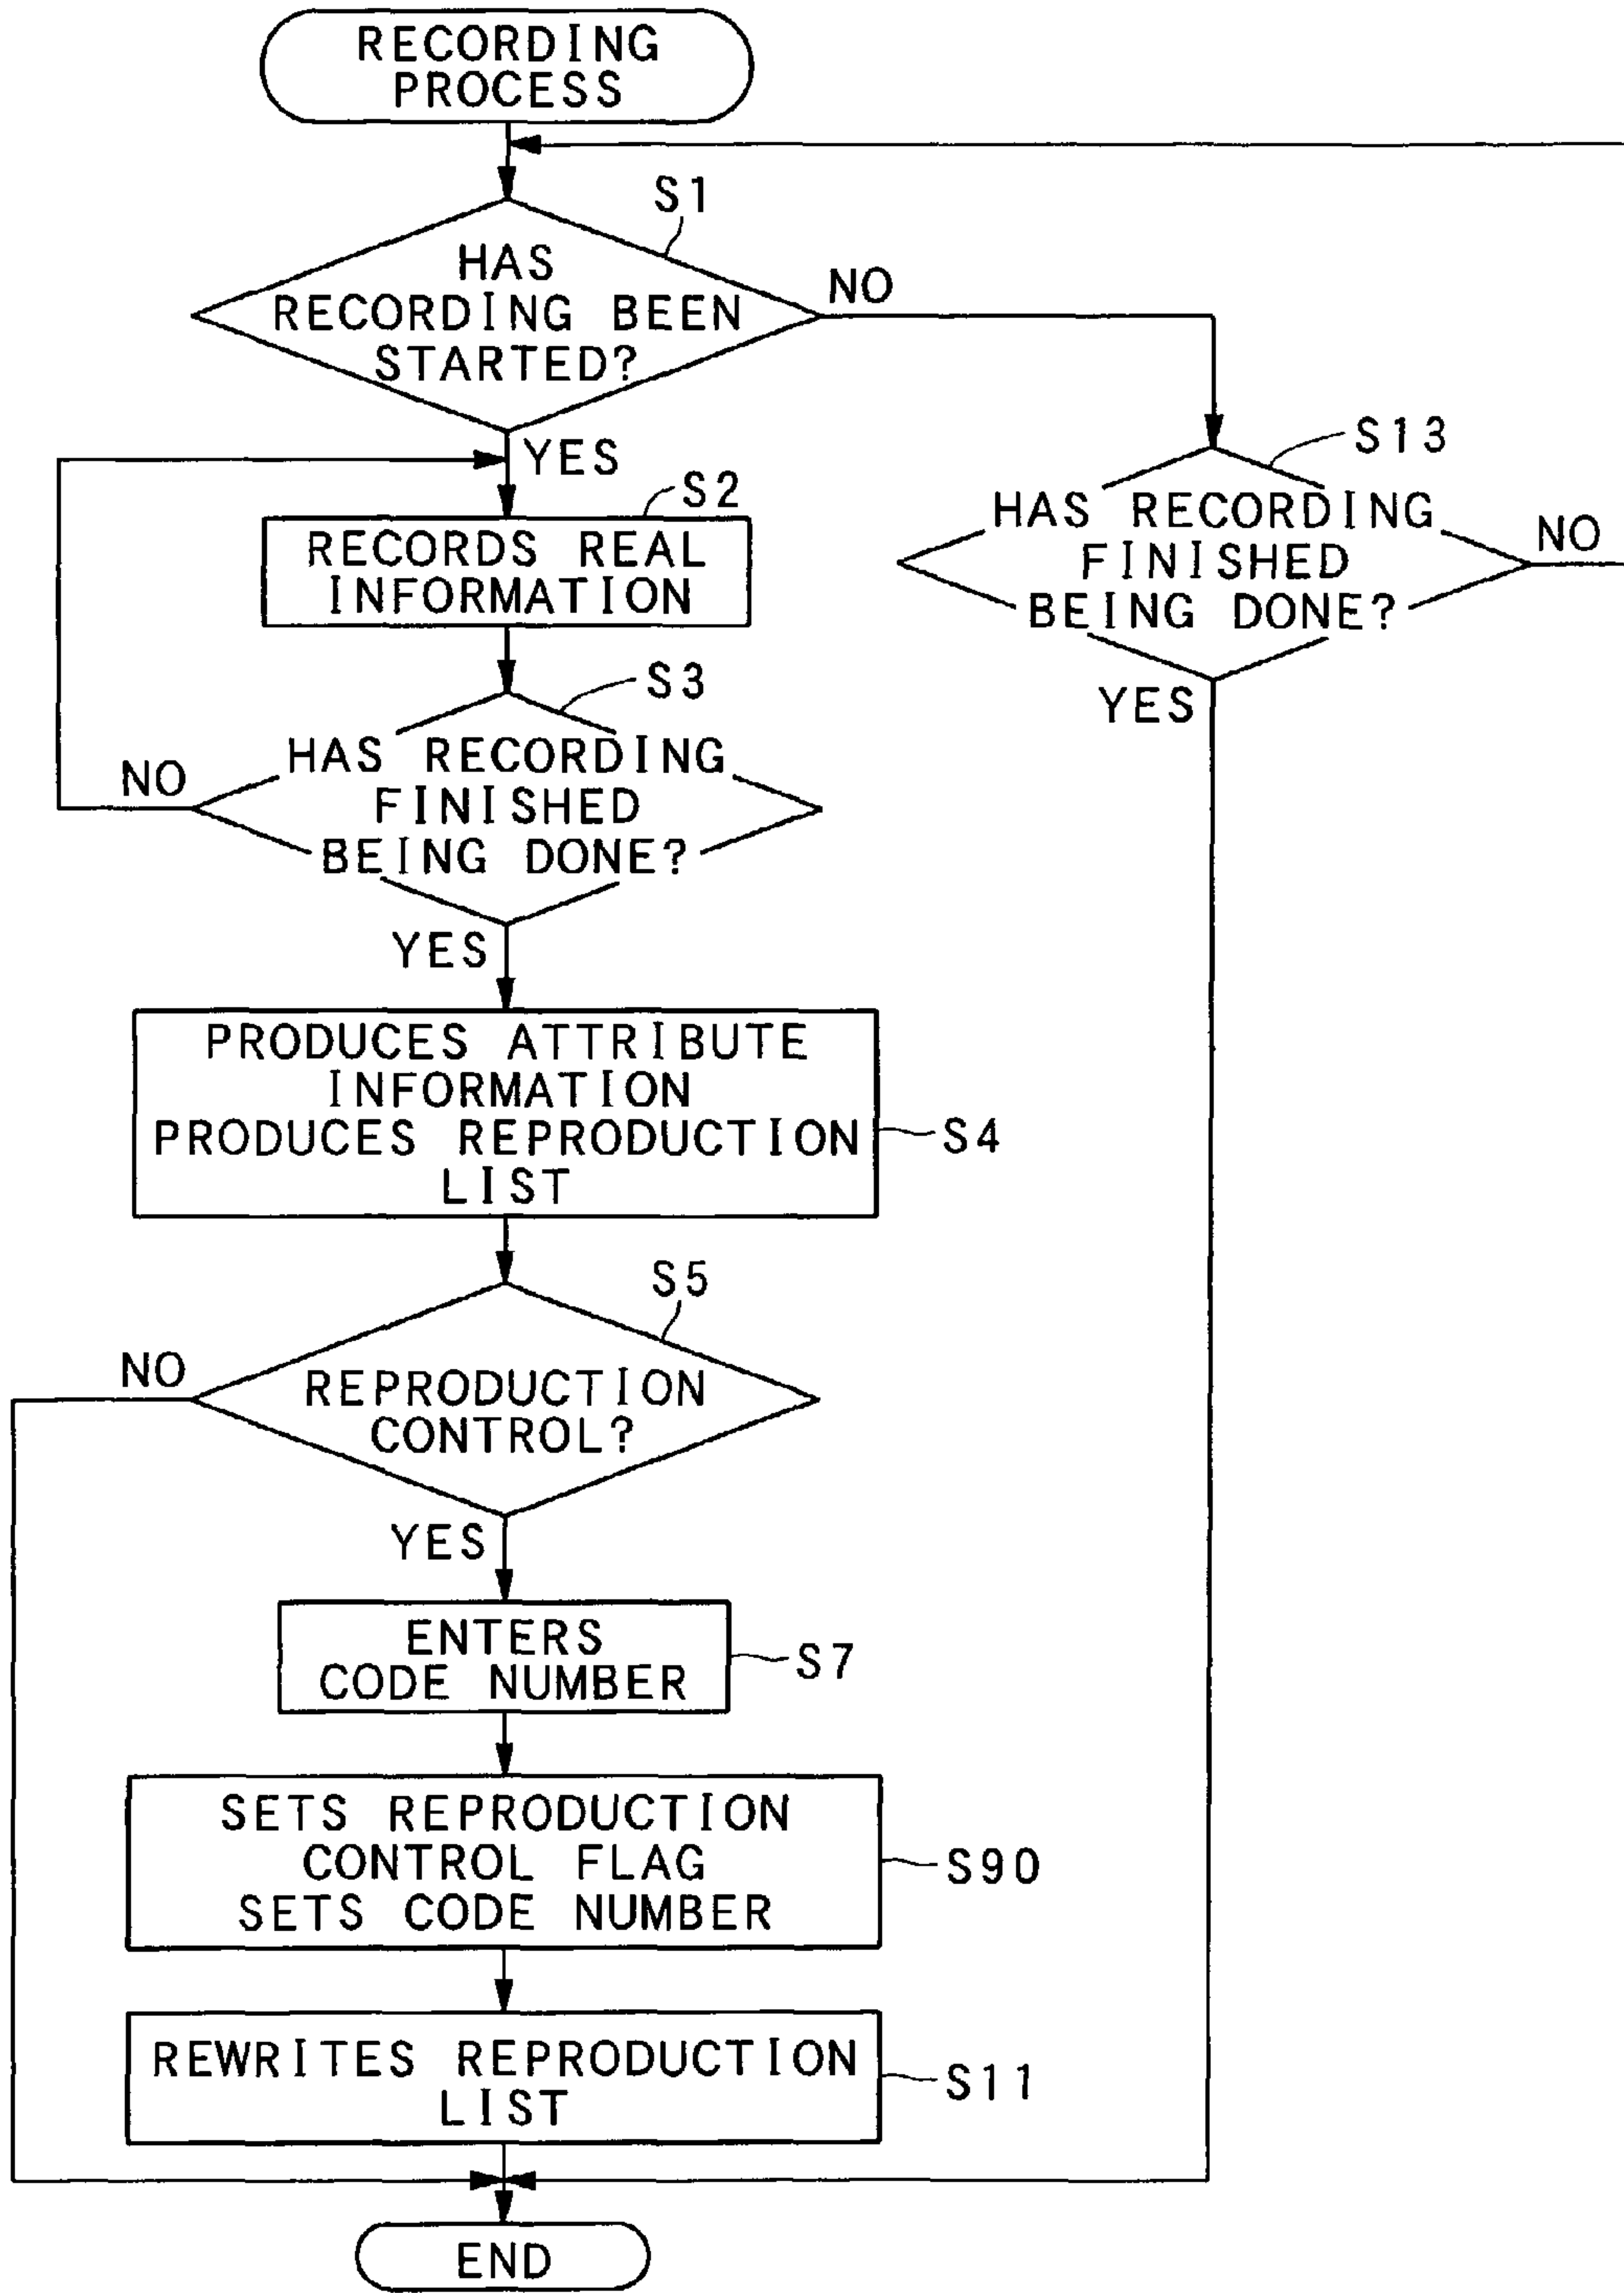 RECORDING
PROCESS
S1
HAS
RECORDING BEEN
STARTED?
NO
YES
S13
HAS RECORDING
FINISHED
BEING DONE?
NO
YES
S2
RECORDS REAL
INFORMATION
S3
HAS RECORDING
FINISHED
BEING DONE?
NO
YES
PRODUCES ATTRIBUTE
INFORMATION
PRODUCES REPRODUCTION
LIST
S4
S5
REPRODUCTION
CONTROL?
NO
YES
ENTERS
CODE NUMBER
S7
SETS REPRODUCTION
CONTROL FLAG
SETS CODE NUMBER
S90
REWRITES REPRODUCTION
LIST
S11
END